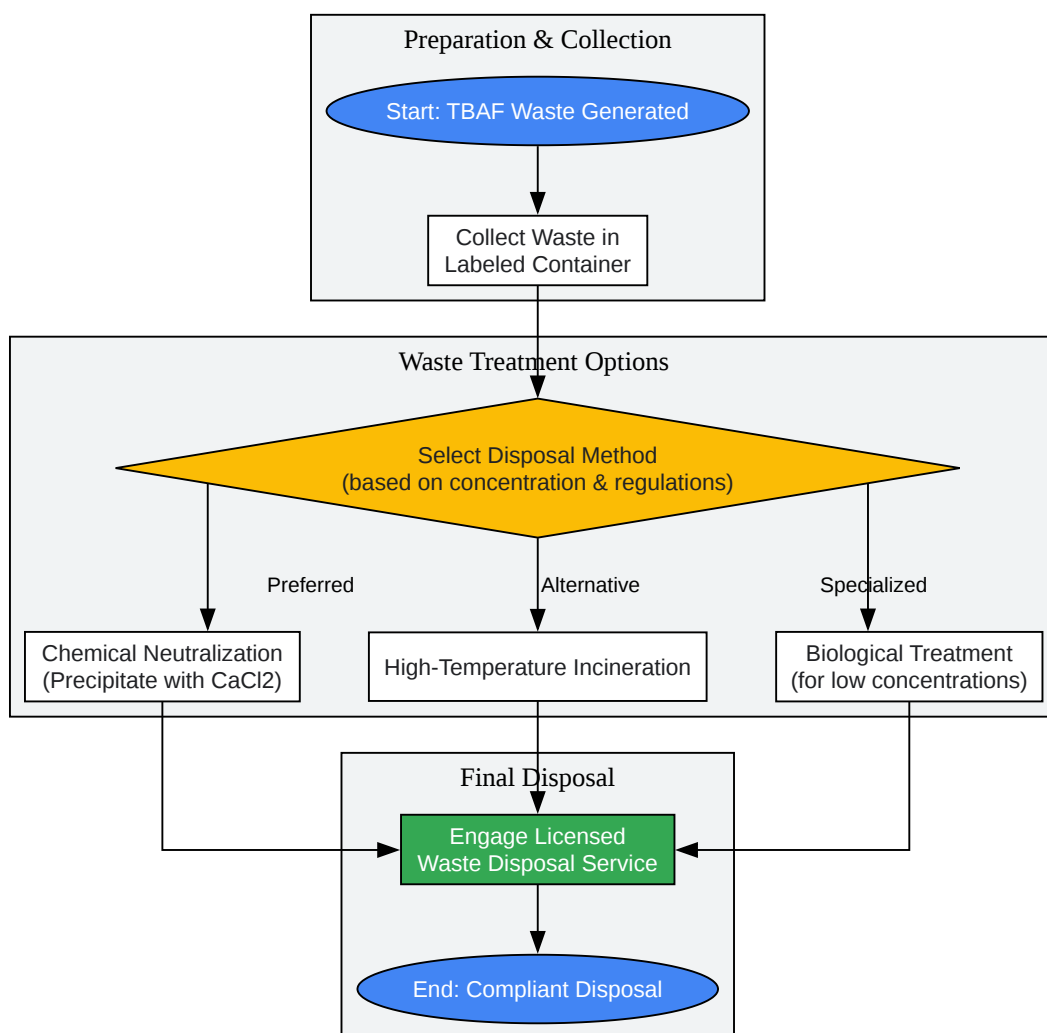 Preparation & Collection
Start: TBAF Waste Generated
Collect Waste in
Labeled Container
Waste Treatment Options
Select Disposal Method
(based on concentration & regulations)
Preferred
Alternative
Specialized
Chemical Neutralization
(Precipitate with CaCl2)
High-Temperature Incineration
Biological Treatment
(for low concentrations)
Final Disposal
Engage Licensed
Waste Disposal Service
End: Compliant Disposal